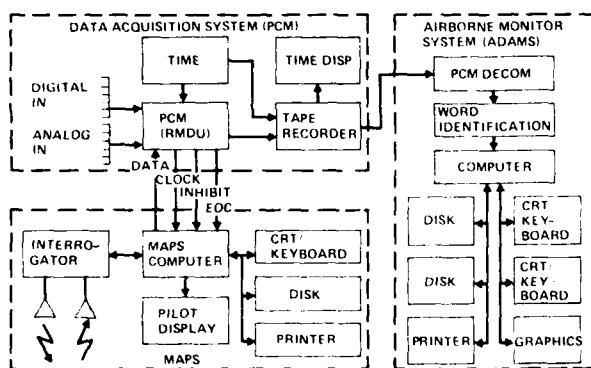 DATA ACQUISITION SYSTEM (PCM)
TIME
TIME DISP
DIGITAL
IN
ANALOG
IN
PCM
(RMDU)
TAPE
RECORDER
DATA
CLOCK
INHIBIT
EOC
INTERRO-
GATOR
MAPS
COMPUTER
CRT/
KEYBOARD
DISK
PILOT
DISPLAY
PRINTER
MAPS
AIRBORNE MONITOR
SYSTEM (ADAMS)
PCM DECOM
WORD
IDENTIFICATION
COMPUTER
DISK
CRT
KEY-
BOARD
DISK
CRT/
KEY-
BOARD
PRINTER
GRAPHICS